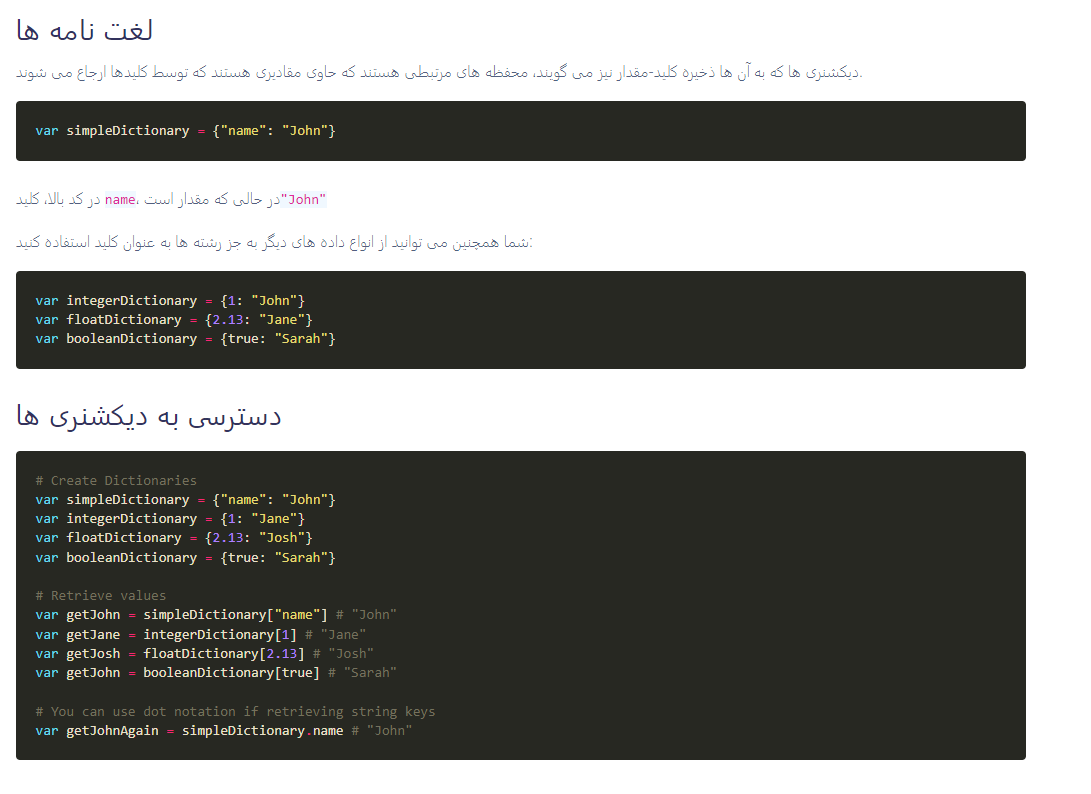 لغت نامه ها
دیکشنری ها که به آن ها ذخیره کلید-مقدار نیز می گویند، محفظه های مرتبطی هستند که حاوی مقادیری هستند که توسط کلیدها ارجاع می شوند.
var simpleDictionary = {"name": "John"}
در کد بالا، کلید name، در حالی که مقدار است "John"
شما همچنین می توانید از انواع داده های دیگر به جز رشته ها به عنوان کلید استفاده کنید:
var integerDictionary = {1: "John"}
var floatDictionary = {2.13: "Jane"}
var booleanDictionary = {true: "Sarah"}
دسترسی به دیکشنری ها
# Create Dictionaries
var simpleDictionary = {"name": "John"}
var integerDictionary = {1: "Jane"}
var floatDictionary = {2.13: "Josh"}
var booleanDictionary = {true: "Sarah"}
# Retrieve values
var getJohn = simpleDictionary["name"] # "John"
var getJane = integerDictionary[1] # "Jane"
var getJosh = floatDictionary[2.13] # "Josh"
var getJohn = booleanDictionary[true] # "Sarah"
# You can use dot notation if retrieving string keys
var getJohnAgain = simpleDictionary.name # "John"